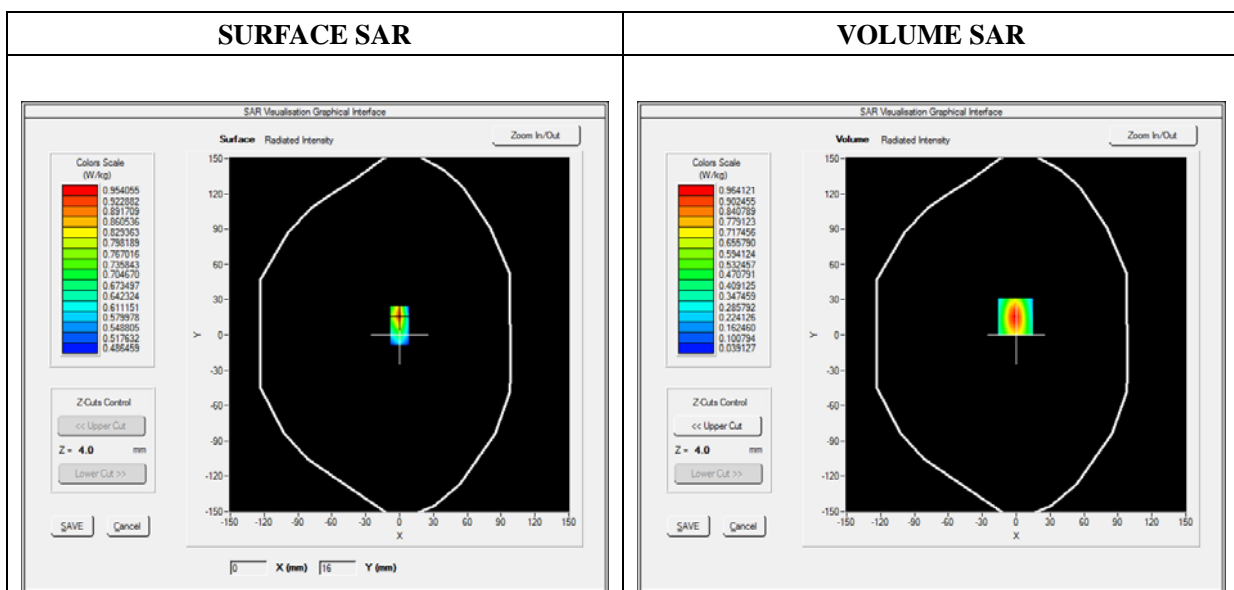 SURFACE SAR
VOLUME SAR
SAR Visualisation Graphical Interface
Surface Radiated Intensity
Zoom In/Out
Colors Scale
(W/kg)
0.954055
0.922882
0.891709
0.860536
0.829363
0.798189
0.767016
0.735843
0.704670
0.673497
0.642324
0.611151
0.579978
0.548805
0.517632
0.486459
Z-Cuts Control
<< Upper Cut
Z = 4.0 mm
Lower Cut >>
SAVE Cancel
150
120
90
60
30
0
-30
-60
-90
-120
-150
Y
-150 -120 -90 -60 -30 0 30 60 90 120 150
X
0 X (mm) 16 Y (mm)
SAR Visualisation Graphical Interface
Volume Radiated Intensity
Zoom In/Out
Colors Scale
(W/kg)
0.964121
0.902455
0.840789
0.779123
0.717456
0.655790
0.594124
0.532457
0.470791
0.409125
0.347459
0.285792
0.224126
0.162460
0.100794
0.039127
Z-Cuts Control
<< Upper Cut
Z = 4.0 mm
Lower Cut >>
SAVE Cancel
150
120
90
60
30
0
-30
-60
-90
-120
-150
Y
-150 -120 -90 -60 -30 0 30 60 90 120 150
X